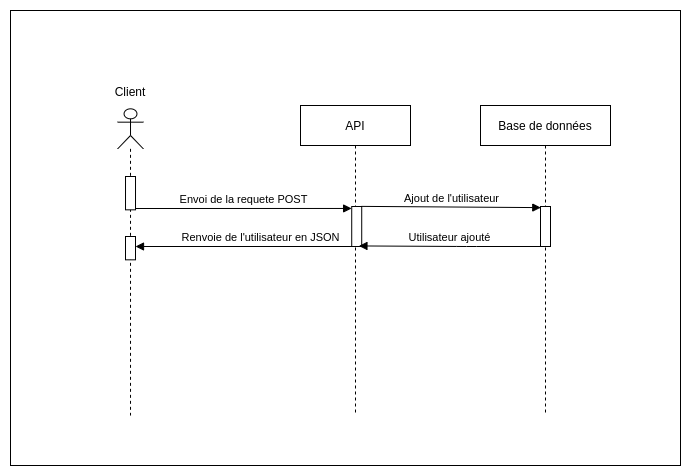 Client
API
Base de données
Envoi de la requete POST
Ajout de l'utilisateur
Renvoie de l'utilisateur en JSON
Utilisateur ajouté